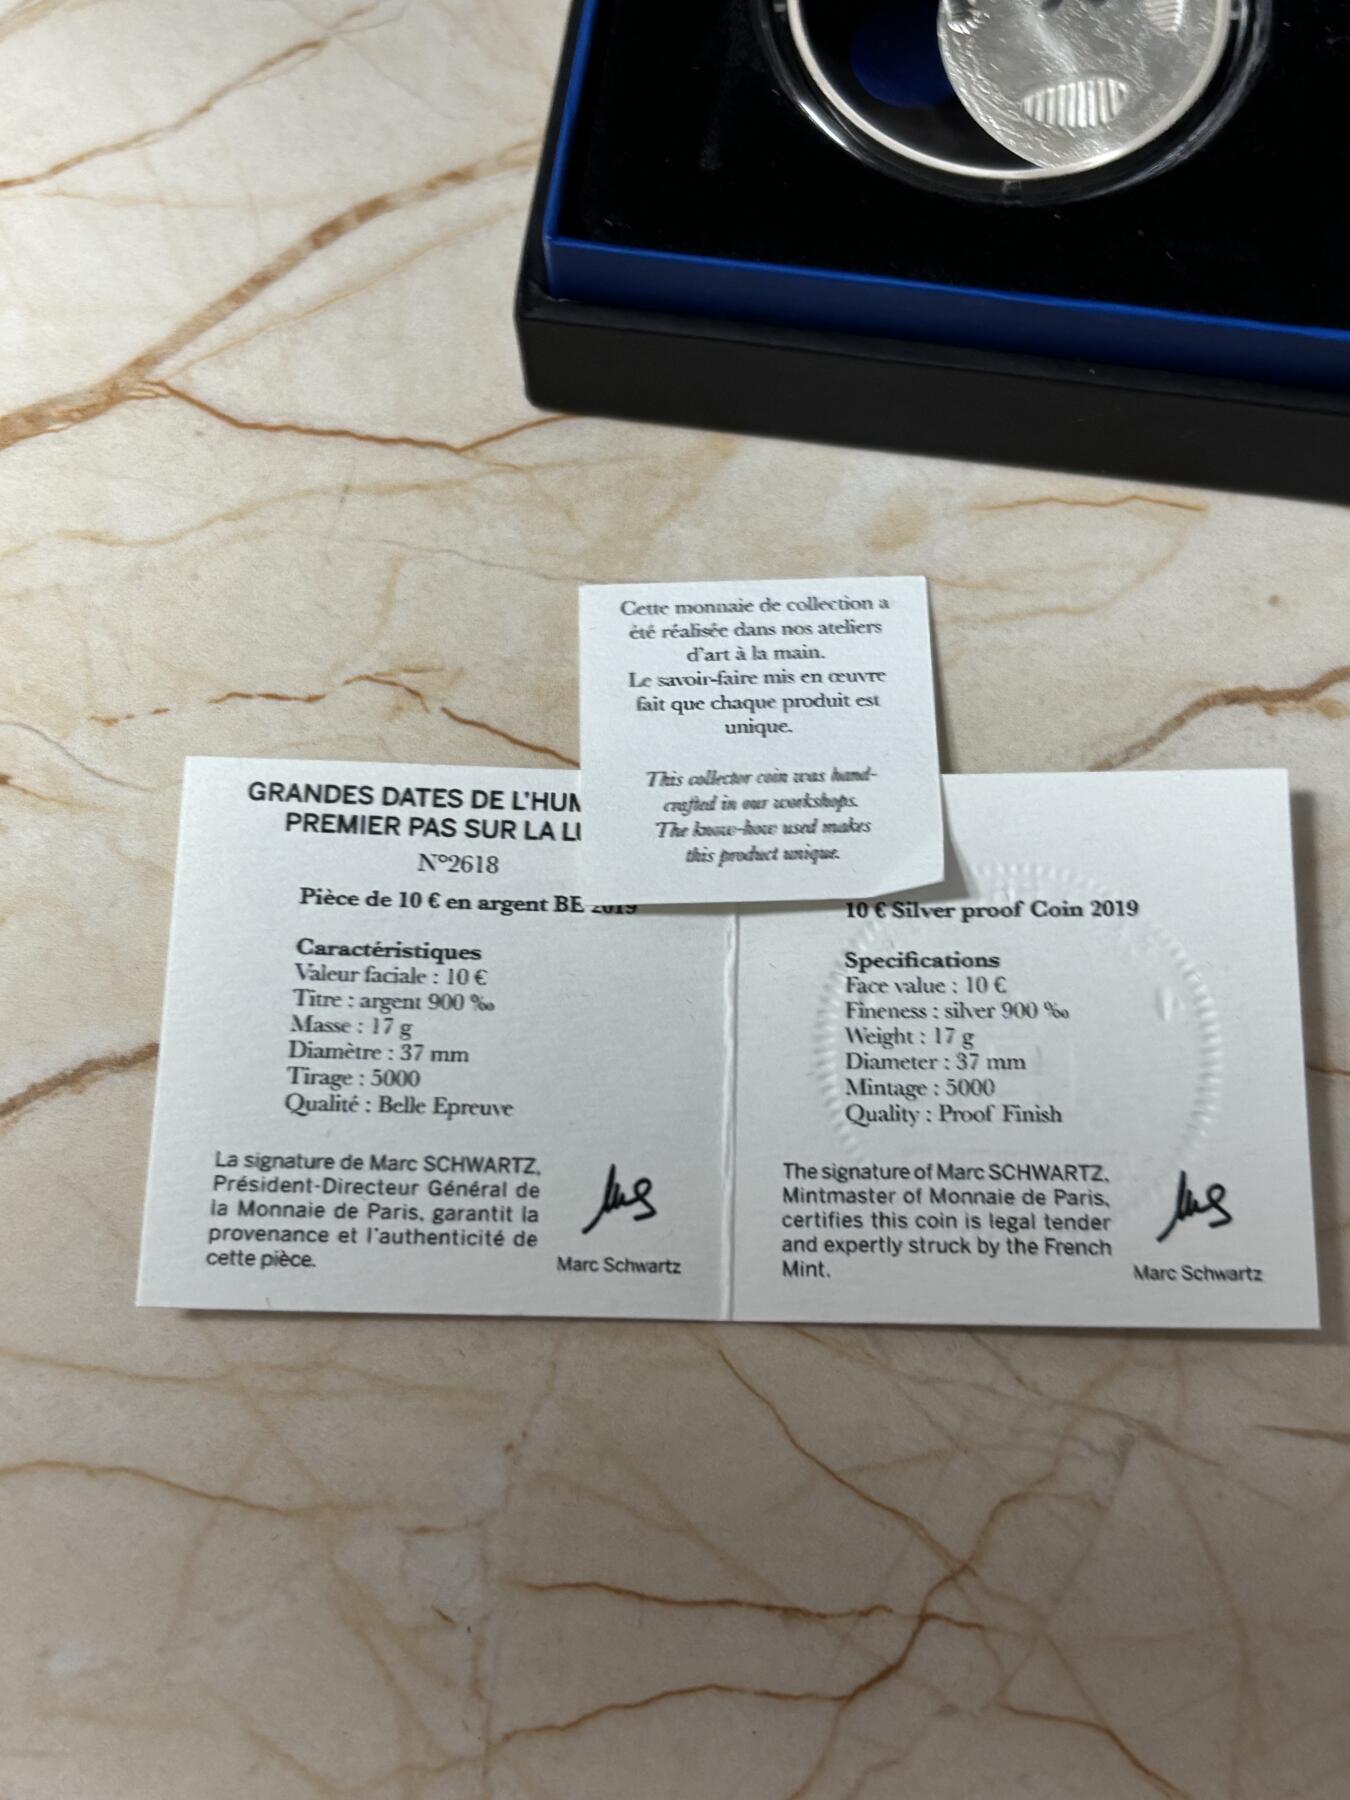 Cette monnaie de collection a
été réalisée dans nos ateliers
d'art à la main.
Le savoir-faire mis en œuvre
fait que chaque produit est
unique.
This collector coin was hand-
crafted in our workshops.
The know-how used makes
this product unique.
GRANDES DATES DE L'HUM
PREMIER PAS SUR LA LU
N°2618
Pièce de 10 € en argent BE 2019
Caractéristiques
Valeur faciale : 10 €
Titre : argent 900 ‰
Masse : 17 g
Diamètre : 37 mm
Tirage : 5000
Qualité : Belle Epreuve
La signature de Marc SCHWARTZ,
Président-Directeur Général de
la Monnaie de Paris, garantit la
provenance et l'authenticité de
cette pièce.
Marc Schwartz
10 € Silver proof Coin 2019
Specifications
Face value : 10 €
Fineness : silver 900 ‰
Weight : 17 g
Diameter : 37 mm
Mintage : 5000
Quality : Proof Finish
The signature of Marc SCHWARTZ,
Mintmaster of Monnaie de Paris,
certifies this coin is legal tender
and expertly struck by the French
Mint.
Marc Schwartz